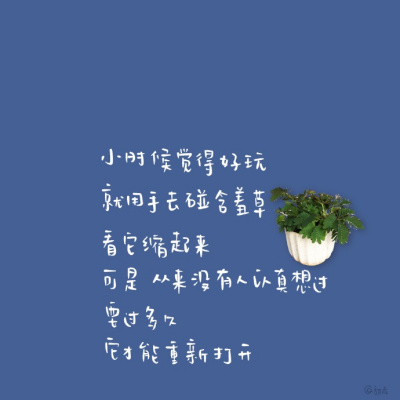 小时候觉得好玩
就用手去碰含羞草
看它缩起来
可是 从来没有人认真想过
要过多久
它才能重新打开